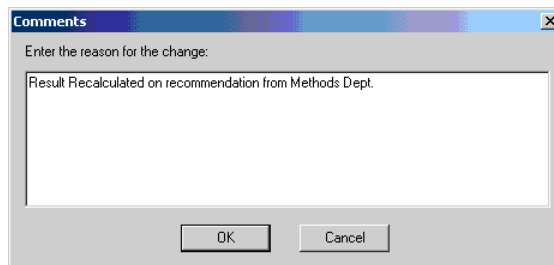 Comments
Enter the reason for the change:
Result Recalculated on recommendation from Methods Dept.
OK Cancel